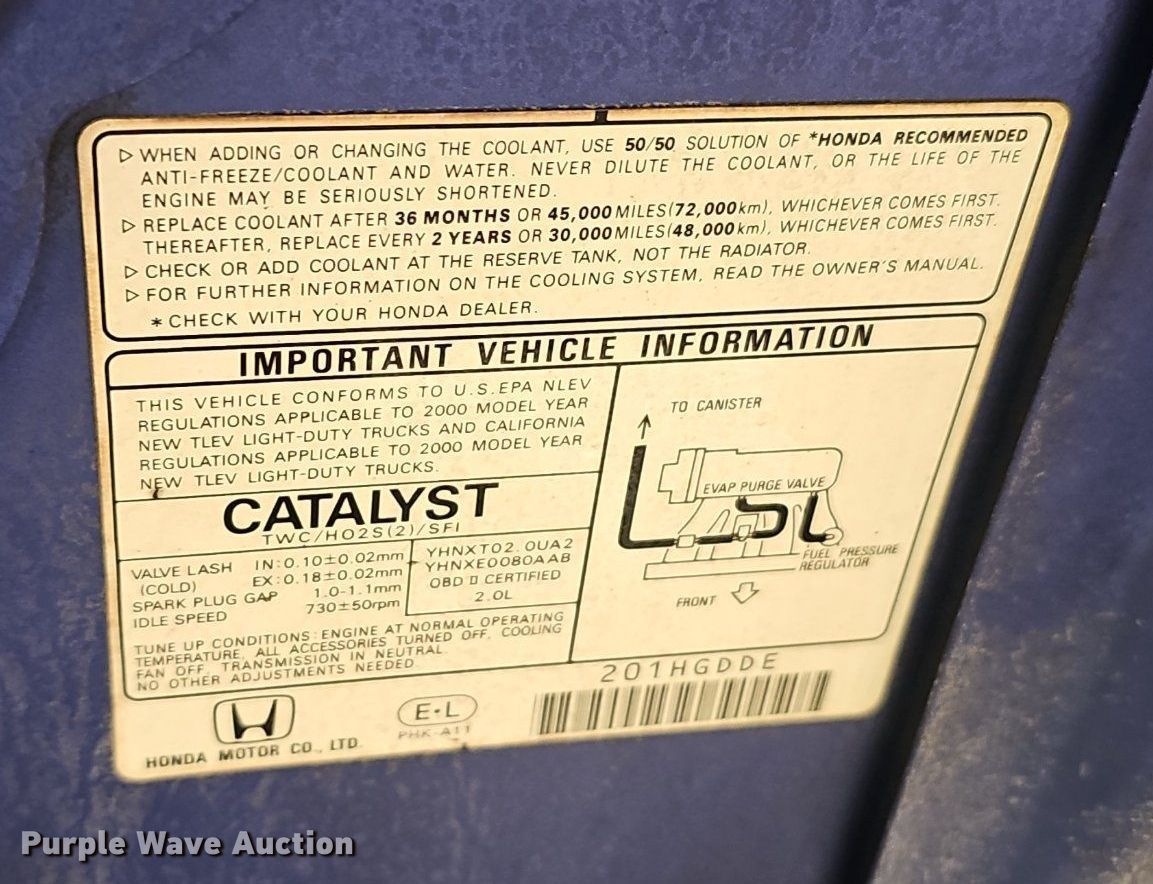 ▷ WHEN ADDING OR CHANGING THE COOLANT, USE 50/50 SOLUTION OF *HONDA RECOMMENDED
ANTI-FREEZE/COOLANT AND WATER. NEVER DILUTE THE COOLANT, OR THE LIFE OF THE
ENGINE MAY BE SERIOUSLY SHORTENED.
▷ REPLACE COOLANT AFTER 36 MONTHS OR 45,000 MILES(72,000km), WHICHEVER COMES FIRST.
THEREAFTER, REPLACE EVERY 2 YEARS OR 30,000 MILES(48,000km), WHICHEVER COMES FIRST.
▷ CHECK OR ADD COOLANT AT THE RESERVE TANK, NOT THE RADIATOR.
▷ FOR FURTHER INFORMATION ON THE COOLING SYSTEM, READ THE OWNER'S MANUAL.
* CHECK WITH YOUR HONDA DEALER.
IMPORTANT VEHICLE INFORMATION
THIS VEHICLE CONFORMS TO U.S.EPA NLEV
REGULATIONS APPLICABLE TO 2000 MODEL YEAR
NEW TLEV LIGHT-DUTY TRUCKS AND CALIFORNIA
REGULATIONS APPLICABLE TO 2000 MODEL YEAR
NEW TLEV LIGHT-DUTY TRUCKS.
CATALYST
TWC/HO2S(2)/SFI
VALVE LASH IN:0.10±0.02mm
(COLD) EX:0.18±0.02mm
SPARK PLUG GAP 1.0-1.1mm
IDLE SPEED 730±50rpm
YHNXT02.0UA2
YHNXE0080AAB
OBD II CERTIFIED
2.0L
TUNE UP CONDITIONS:ENGINE AT NORMAL OPERATING
TEMPERATURE, ALL ACCESSORIES TURNED OFF, COOLING
FAN OFF, TRANSMISSION IN NEUTRAL.
NO OTHER ADJUSTMENTS NEEDED.
TO CANISTER
EVAP PURGE VALVE
FUEL PRESSURE
REGULATOR
FRONT
201HGDDE
HONDA MOTOR CO., LTD.
E·L
PHK-A11
Purple Wave Auction